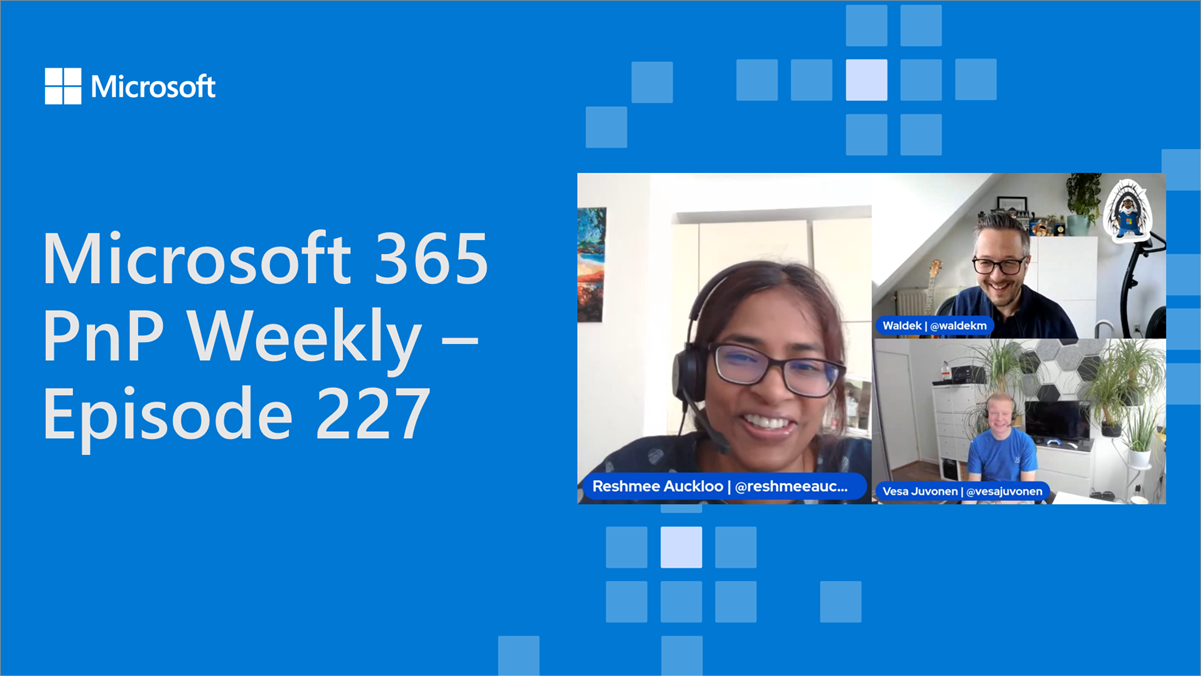 Microsoft
Microsoft 365
PnP Weekly –
Episode 227
Waldek | @waldekm
Reshmee Auckloo | @reshmeeauc...
Vesa Juvonen | @vesajuvonen